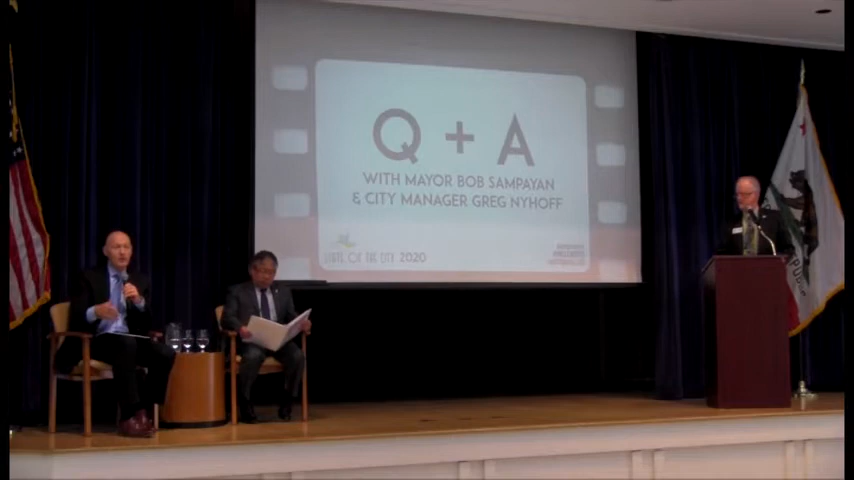 Q + A
WITH MAYOR BOB SAMPAYAN
& CITY MANAGER GREG NYHOFF
STATE OF THE CITY 2020